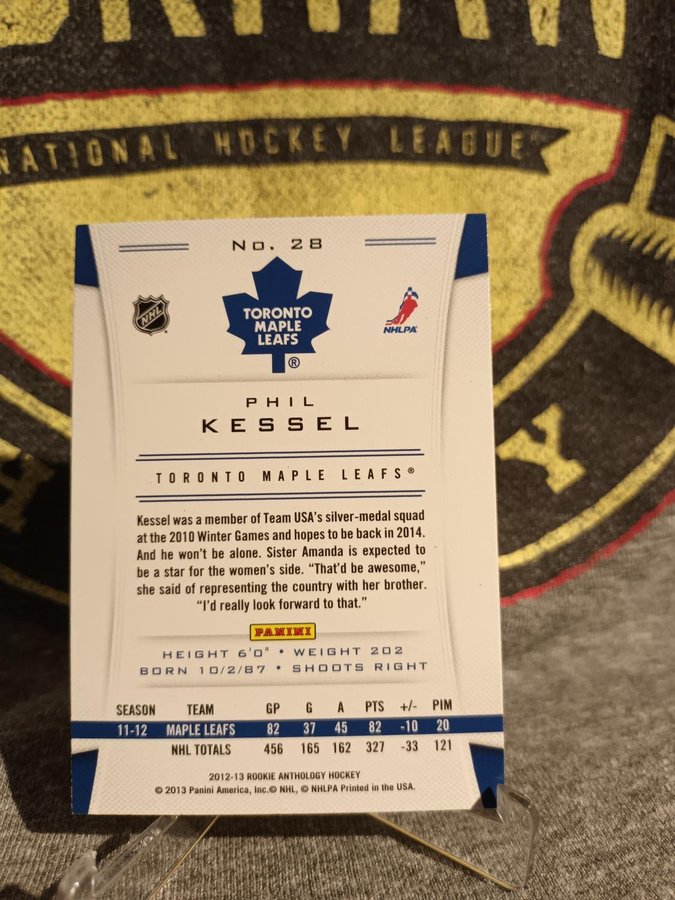 NATIONAL HOCKEY LEAGUE
No. 28
NHL
TORONTO
MAPLE
LEAFS
®
NHLPA
PHIL
KESSEL
TORONTO MAPLE LEAFS®
Kessel was a member of Team USA's silver-medal squad
at the 2010 Winter Games and hopes to be back in 2014.
And he won't be alone. Sister Amanda is expected to
be a star for the women's side. “That'd be awesome,”
she said of representing the country with her brother.
“I'd really look forward to that.”
PANINI
HEIGHT 6'0" • WEIGHT 202
BORN 10/2/87 • SHOOTS RIGHT
SEASON TEAM GP G A PTS +/- PIM
11-12 MAPLE LEAFS 82 37 45 82 -10 20
NHL TOTALS 456 165 162 327 -33 121
2012-13 ROOKIE ANTHOLOGY HOCKEY
© 2013 Panini America, Inc.© NHL, © NHLPA Printed in the USA.